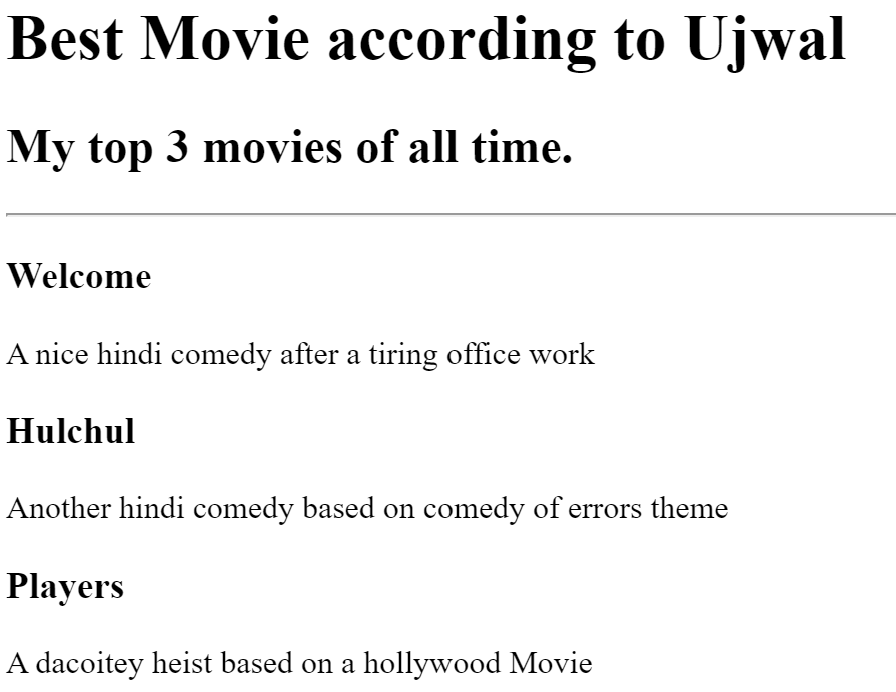 Best Movie according to Ujwal
My top 3 movies of all time.
Welcome
A nice hindi comedy after a tiring office work
Hulchul
Another hindi comedy based on comedy of errors theme
Players
A dacoitey heist based on a hollywood Movie